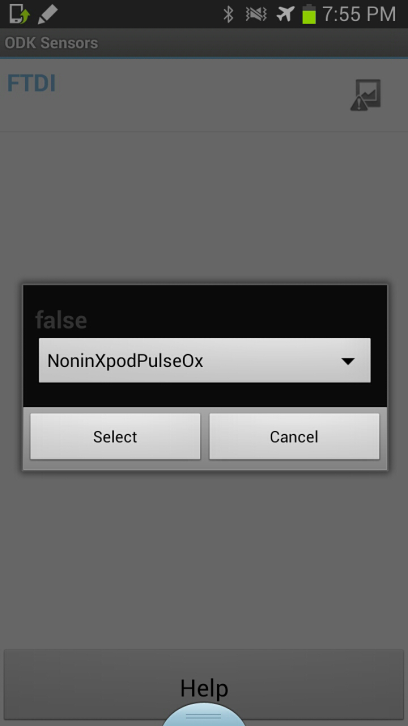 7:55 PM
ODK Sensors
FTDI
false
NoninXpodPulseOx
Select Cancel
Help